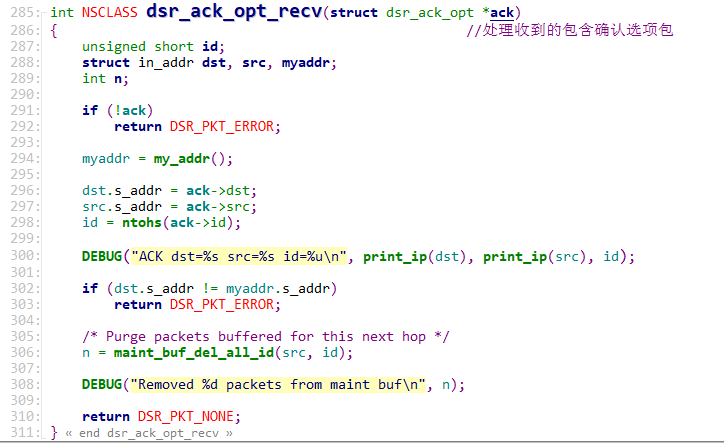 285: int NSCLASS dsr_ack_opt_recv(struct dsr_ack_opt *ack)
286: { //处理收到的包含确认选项包
287: unsigned short id;
288: struct in_addr dst, src, myaddr;
289: int n;
290:
291: if (!ack)
292: return DSR_PKT_ERROR;
293:
294: myaddr = my_addr();
295:
296: dst.s_addr = ack->dst;
297: src.s_addr = ack->src;
298: id = ntohs(ack->id);
299:
300: DEBUG("ACK dst=%s src=%s id=%u\n", print_ip(dst), print_ip(src), id);
301:
302: if (dst.s_addr != myaddr.s_addr)
303: return DSR_PKT_ERROR;
304:
305: /* Purge packets buffered for this next hop */
306: n = maint_buf_del_all_id(src, id);
307:
308: DEBUG("Removed %d packets from maint buf\n", n);
309:
310: return DSR_PKT_NONE;
311: } « end dsr_ack_opt_recv »